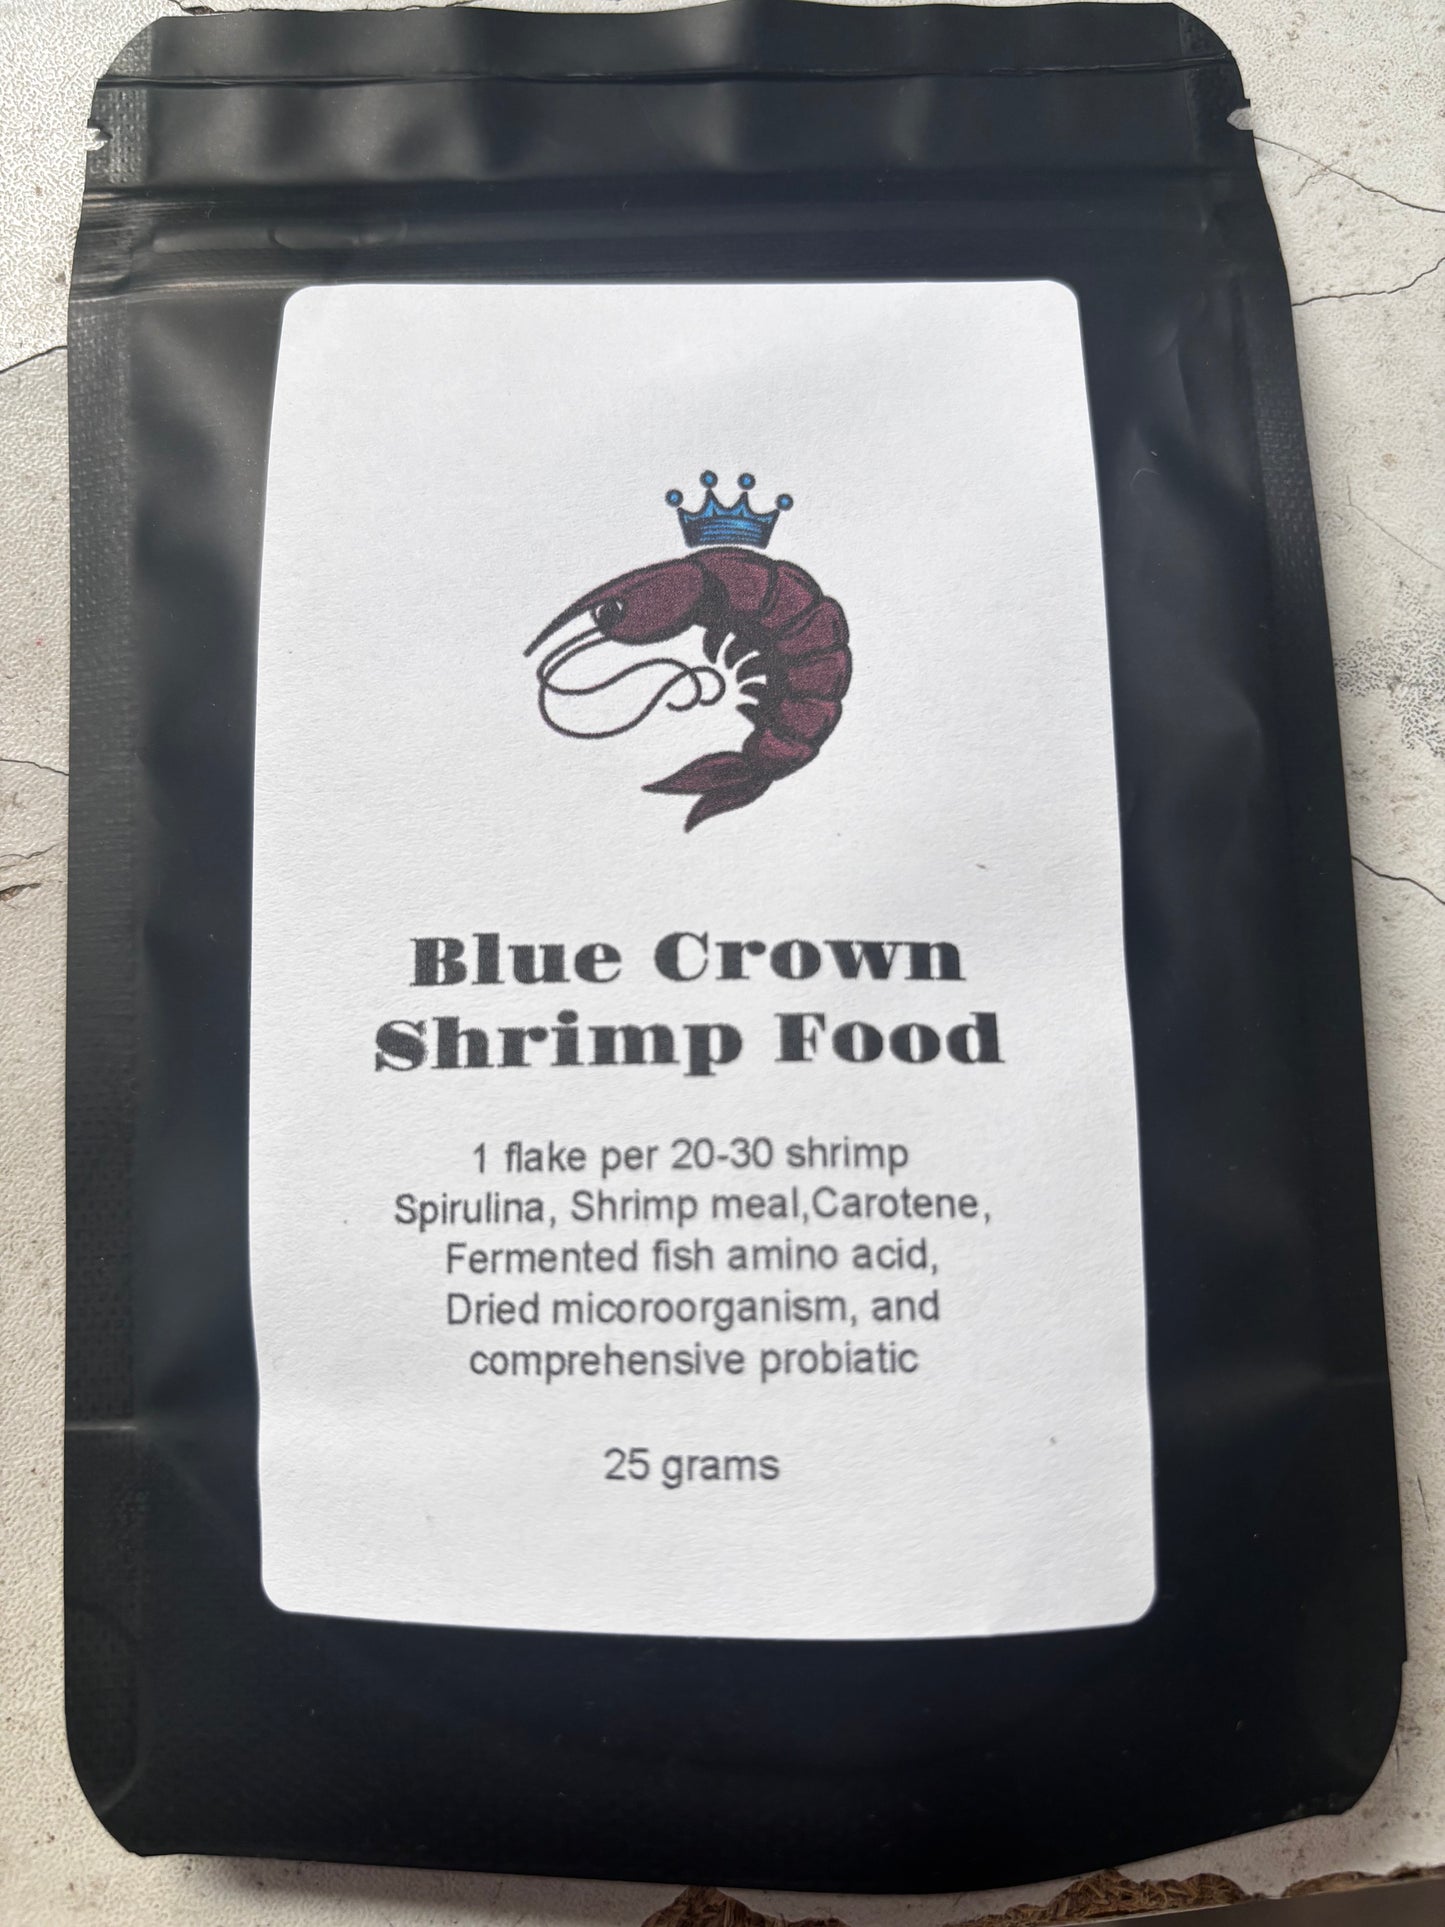 Blue Crown
Shrimp Food
1 flake per 20-30 shrimp
Spirulina, Shrimp meal,Carotene,
Fermented fish amino acid,
Dried micoroorganism, and
comprehensive probiatic
25 grams